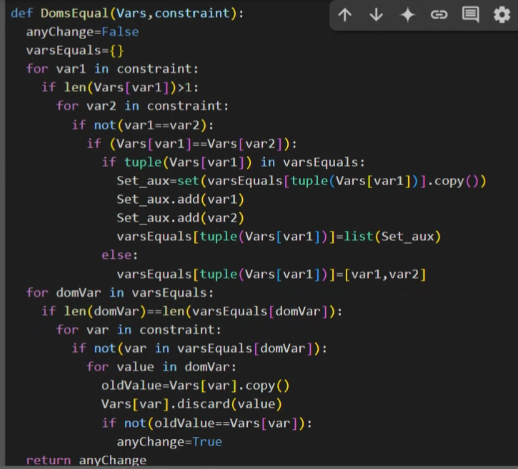 def DomsEqual(Vars,constraint):
  anyChange=False
  varsEquals={}
  for var1 in constraint:
    if len(Vars[var1])>1:
      for var2 in constraint:
        if not(var1==var2):
          if (Vars[var1]==Vars[var2]):
            if tuple(Vars[var1]) in varsEquals:
              Set_aux=set(varsEquals[tuple(Vars[var1])].copy())
              Set_aux.add(var1)
              Set_aux.add(var2)
              varsEquals[tuple(Vars[var1])]=list(Set_aux)
            else:
              varsEquals[tuple(Vars[var1])]=[var1,var2]
  for domVar in varsEquals:
    if len(domVar)==len(varsEquals[domVar]):
      for var in constraint:
        if not(var in varsEquals[domVar]):
          for value in domVar:
            oldValue=Vars[var].copy()
            Vars[var].discard(value)
            if not(oldValue==Vars[var]):
              anyChange=True
  return anyChange